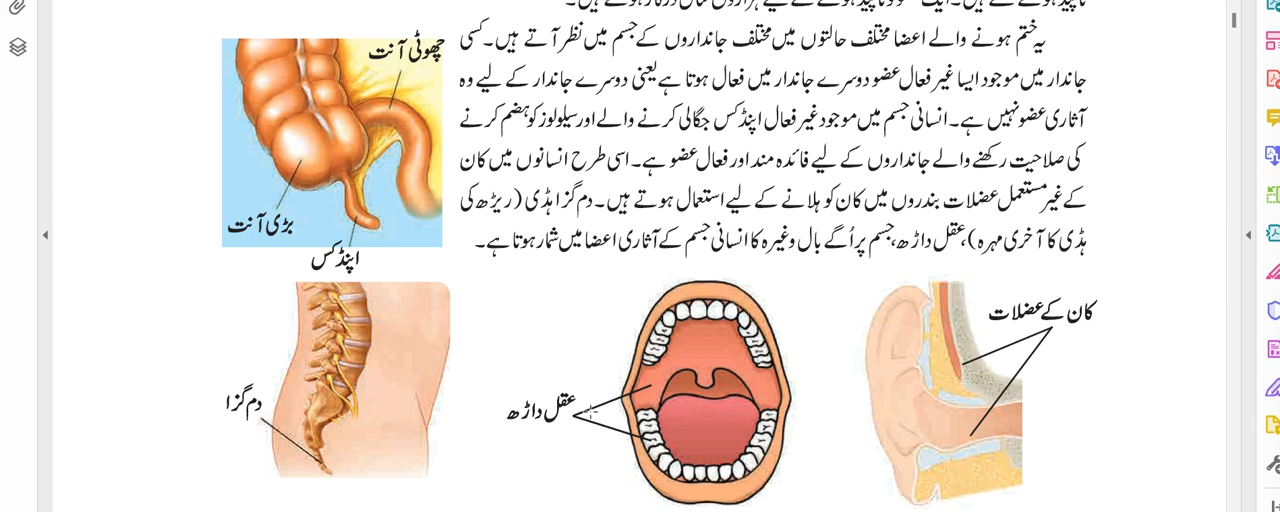 یہ ختم ہونے والے اعضا مختلف حالتوں میں مختلف جانداروں کے جسم میں نظر آتے ہیں۔ کسی
جاندار میں موجود ایسا غیر فعال عضو دوسرے جاندار میں فعال ہوتا ہے یعنی دوسرے جاندار کے لیے وہ
آثاری عضو نہیں ہے۔ انسانی جسم میں موجود غیر فعال اپنڈکس جگالی کرنے والے اور سیلولوز کو ہضم کرنے
کی صلاحیت رکھنے والے جانداروں کے لیے فائدہ مند اور فعال عضو ہے۔ اسی طرح انسانوں میں کان
کے غیر مستعمل عضلات بندروں میں کان کو ہلانے کے لیے استعمال ہوتے ہیں۔ دم گزا ہڈی (ریڑھ کی
ہڈی کا آخری مہرہ)، عقل داڑھ، جسم پر اُگے بال وغیرہ کا انسانی جسم کے آثاری اعضا میں شمار ہوتا ہے۔
چھوٹی آنت
بڑی آنت
اپنڈکس
کان کے عضلات
عقل داڑھ
دم گزا